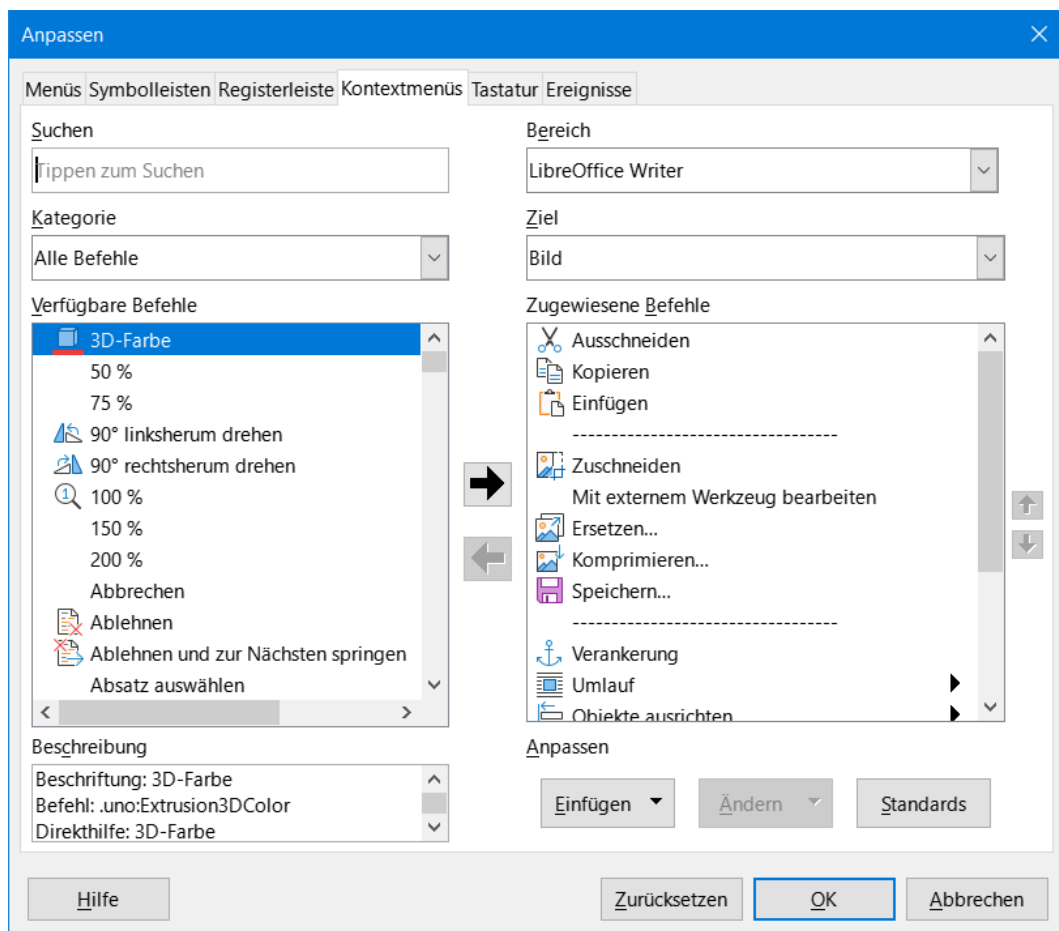 Anpassen
Menüs Symbolleisten Registerleiste Kontextmenüs Tastatur Ereignisse
Suchen
Tippen zum Suchen
Kategorie
Alle Befehle
Verfügbare Befehle
3D-Farbe
50 %
75 %
90° linksherum drehen
90° rechtsherum drehen
100 %
150 %
200 %
Abbrechen
Ablehnen
Ablehnen und zur Nächsten springen
Absatz auswählen
Beschreibung
Beschriftung: 3D-Farbe
Befehl: .uno:Extrusion3DColor
Direkthilfe: 3D-Farbe
Bereich
LibreOffice Writer
Ziel
Bild
Zugewiesene Befehle
Ausschneiden
Kopieren
Einfügen
----------------------------------
Zuschneiden
Mit externem Werkzeug bearbeiten
Ersetzen...
Komprimieren...
Speichern...
----------------------------------
Verankerung
Umlauf
Objekte ausrichten
Anpassen
Einfügen Ändern Standards
Hilfe Zurücksetzen OK Abbrechen